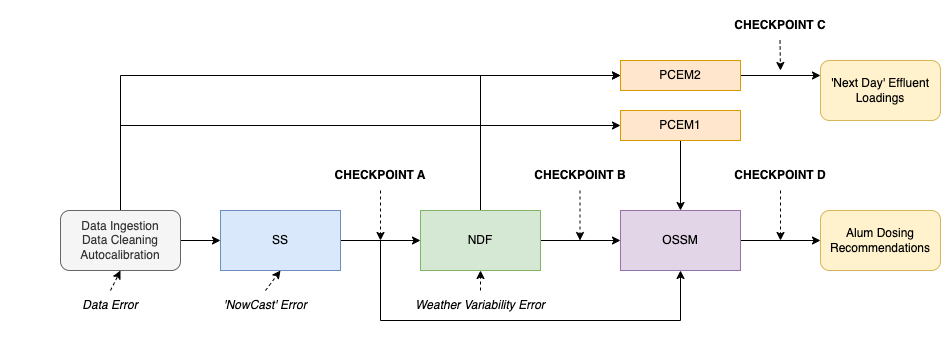 CHECKPOINT C
PCEM2
'Next Day' Effluent
Loadings
PCEM1
CHECKPOINT A
CHECKPOINT B
CHECKPOINT D
Data Ingestion
Data Cleaning
Autocalibration
SS
NDF
OSSM
Alum Dosing
Recommendations
Data Error
'NowCast' Error
Weather Variability Error